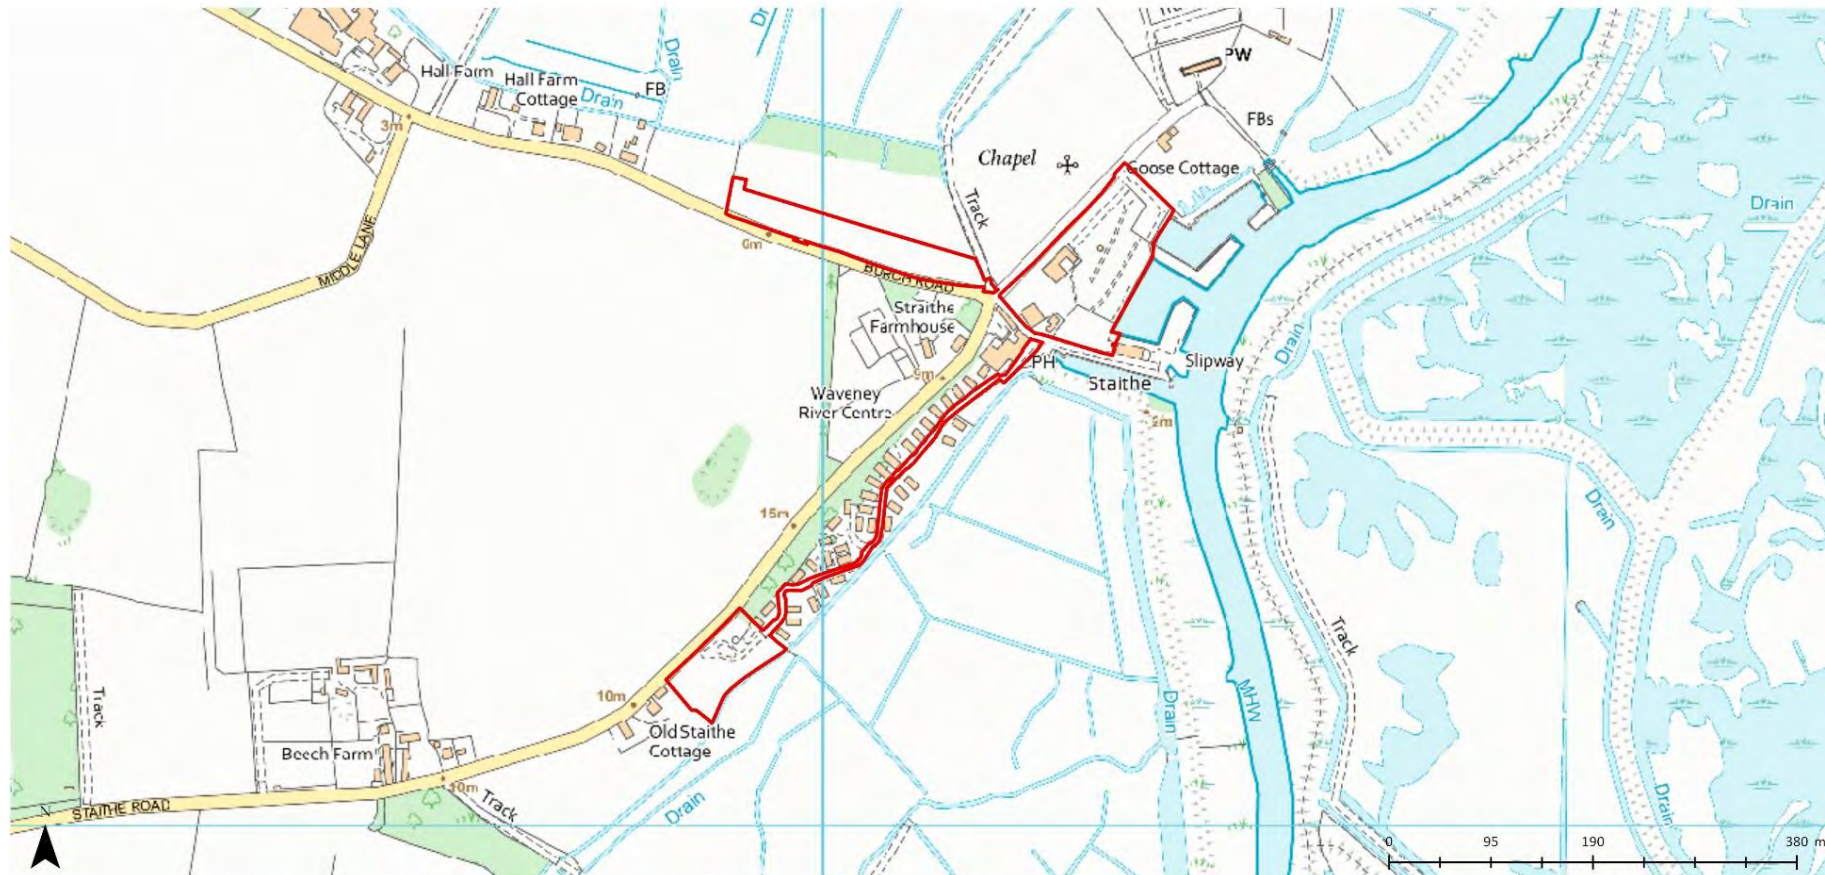 Drain
Drain
Hall Farm
Hall Farm
Cottage
Drain
FB
3m
PW
FBs
Chapel
Goose Cottage
Track
Drain
MIDDLE LANE
6m
BURGH ROAD
Straithe
Farmhouse
9m
PH
Staithe
Slipway
Drain
2m
Waveney
River Centre
15m
Drain
Track
10m
Old Staithe
Cottage
MHW
Drain
Beech Farm
Track
10m
STAITHE ROAD
Track
Drain
Drain
N
0 95 190 380 m